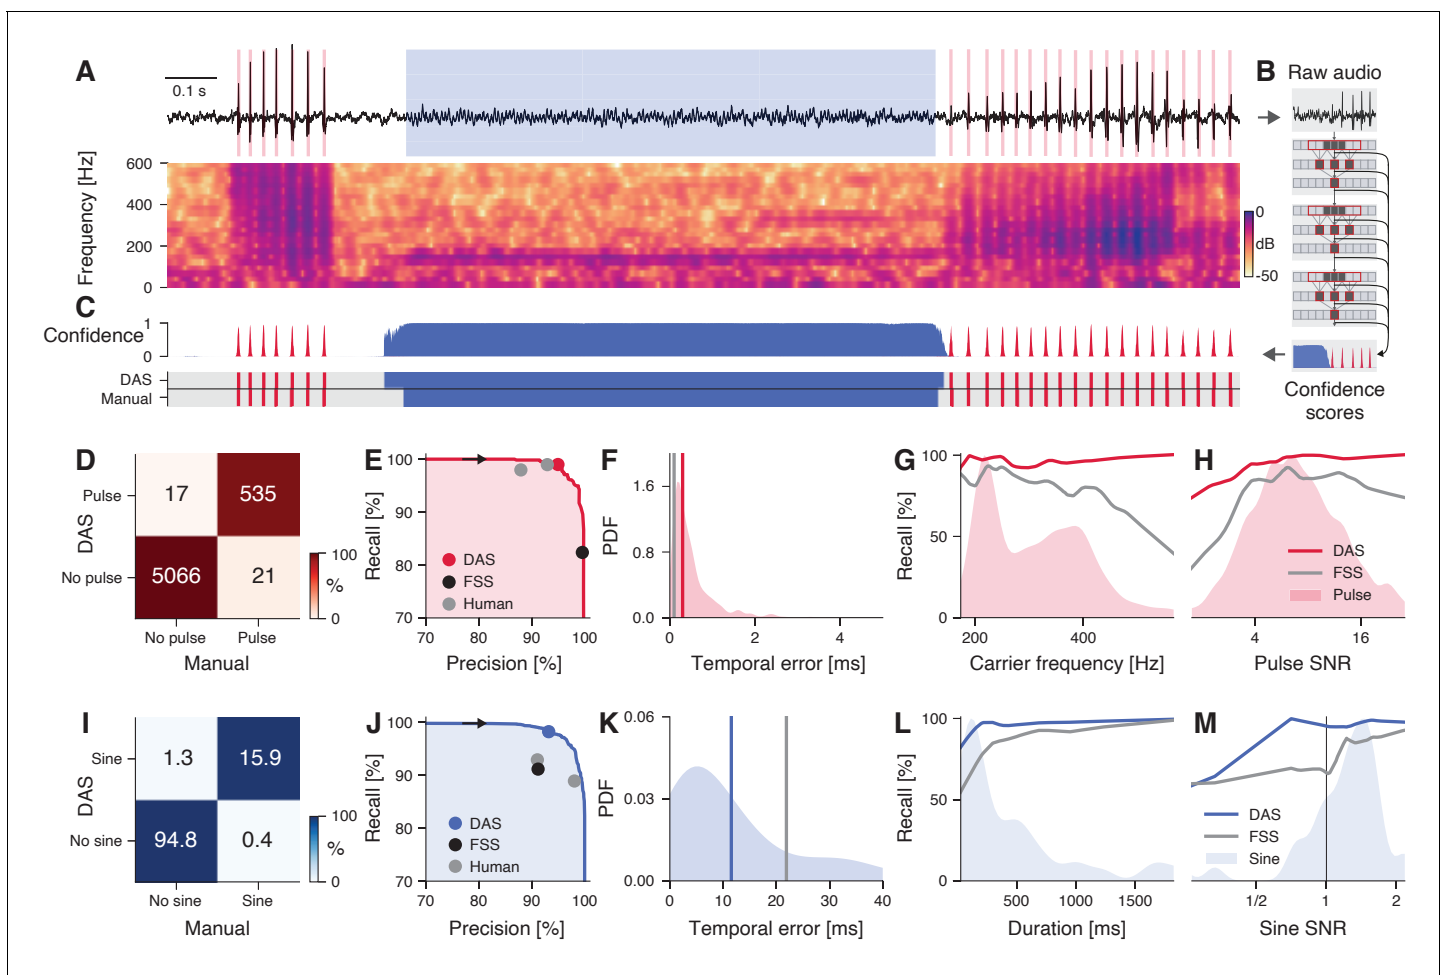 A
0.1 s
B
Raw audio
Frequency [Hz]
600
400
200
0
0
dB
-50
C
Confidence
1
0
DAS
Manual
Confidence
scores
D
DAS
Pulse
No pulse
17
535
5066
21
No pulse
Pulse
Manual
100
%
0
E
Recall [%]
100
90
80
70
DAS
FSS
Human
70
80
90
100
Precision [%]
F
PDF
1.6
0.8
0.0
0
2
4
Temporal error [ms]
G
Recall [%]
100
50
0
200
400
Carrier frequency [Hz]
H
DAS
FSS
Pulse
4
16
Pulse SNR
I
DAS
Sine
No sine
1.3
15.9
94.8
0.4
No sine
Sine
Manual
100
%
0
J
Recall [%]
100
90
80
70
DAS
FSS
Human
70
80
90
100
Precision [%]
K
PDF
0.06
0.03
0.00
0
10
20
30
40
Temporal error [ms]
L
Recall [%]
100
50
0
500
1000
1500
Duration [ms]
M
DAS
FSS
Sine
1/2
1
2
Sine SNR